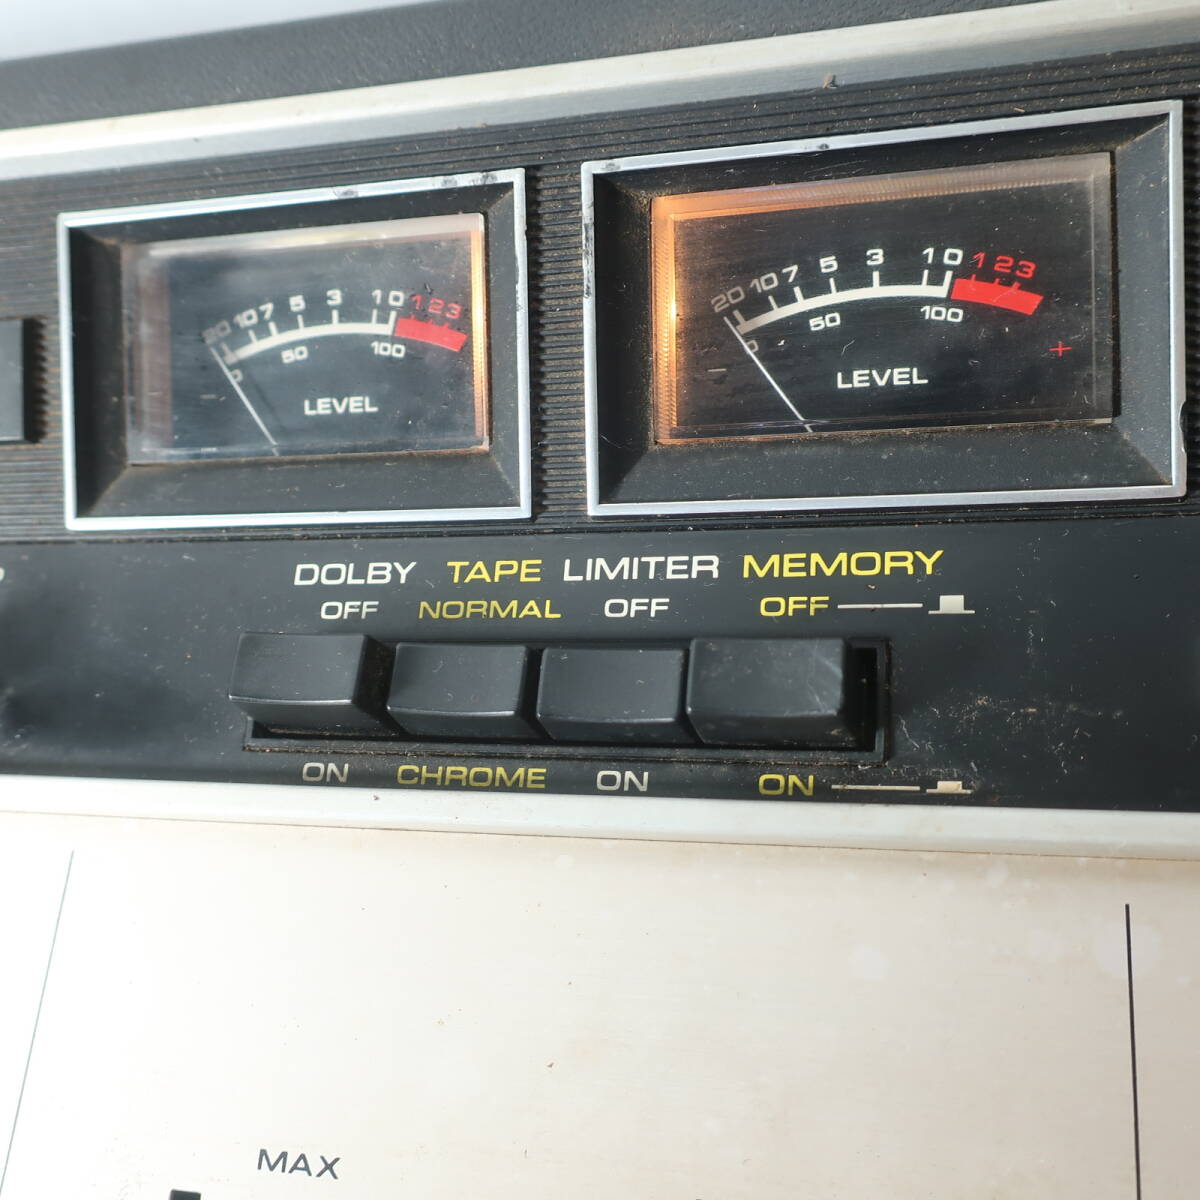 20 10 7 5 3 1 0 1 2 3
0 50 100
- LEVEL
20 10 7 5 3 1 0 1 2 3
0 50 100
- LEVEL +
DOLBY TAPE LIMITER MEMORY
OFF NORMAL OFF OFF
ON CHROME ON ON
MAX